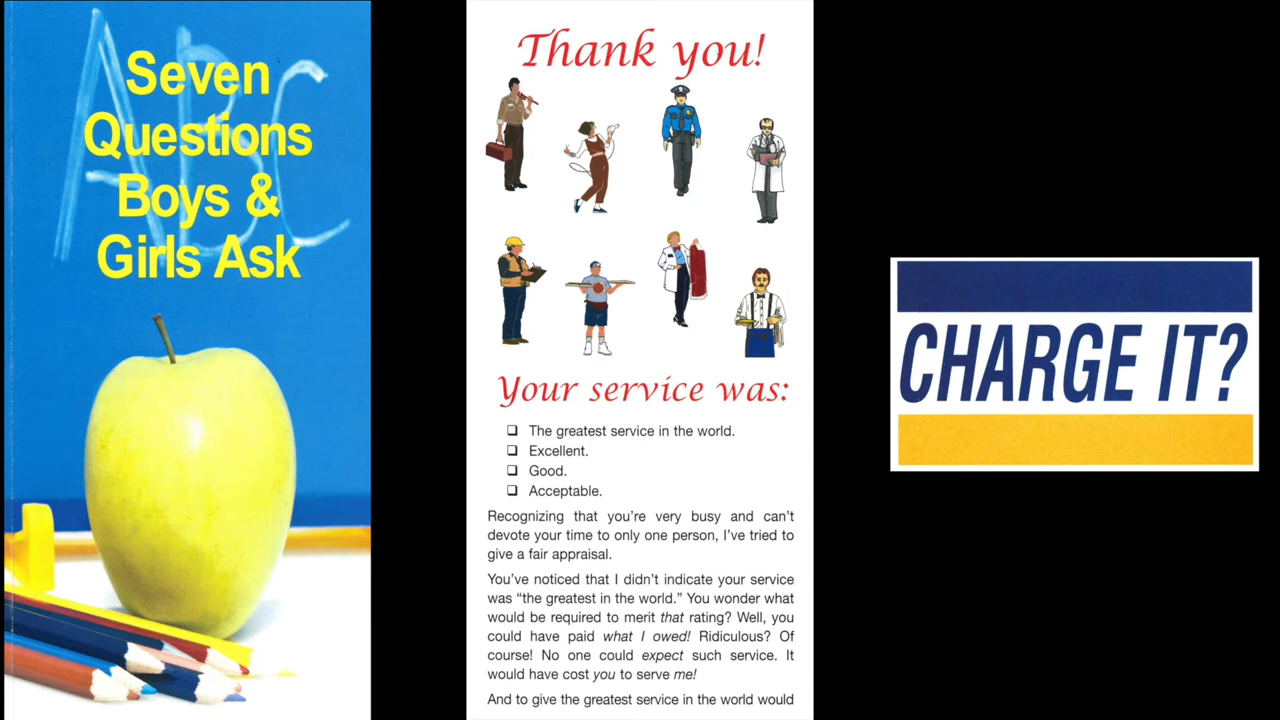 ABC
Seven
Questions
Boys &
Girls Ask
Thank you!
Your service was:
❑ The greatest service in the world.
❑ Excellent.
❑ Good.
❑ Acceptable.
Recognizing that you're very busy and can't
devote your time to only one person, I've tried to
give a fair appraisal.
You've noticed that I didn't indicate your service
was “the greatest in the world.” You wonder what
would be required to merit that rating? Well, you
could have paid what I owed! Ridiculous? Of
course! No one could expect such service. It
would have cost you to serve me!
And to give the greatest service in the world would
CHARGE IT?